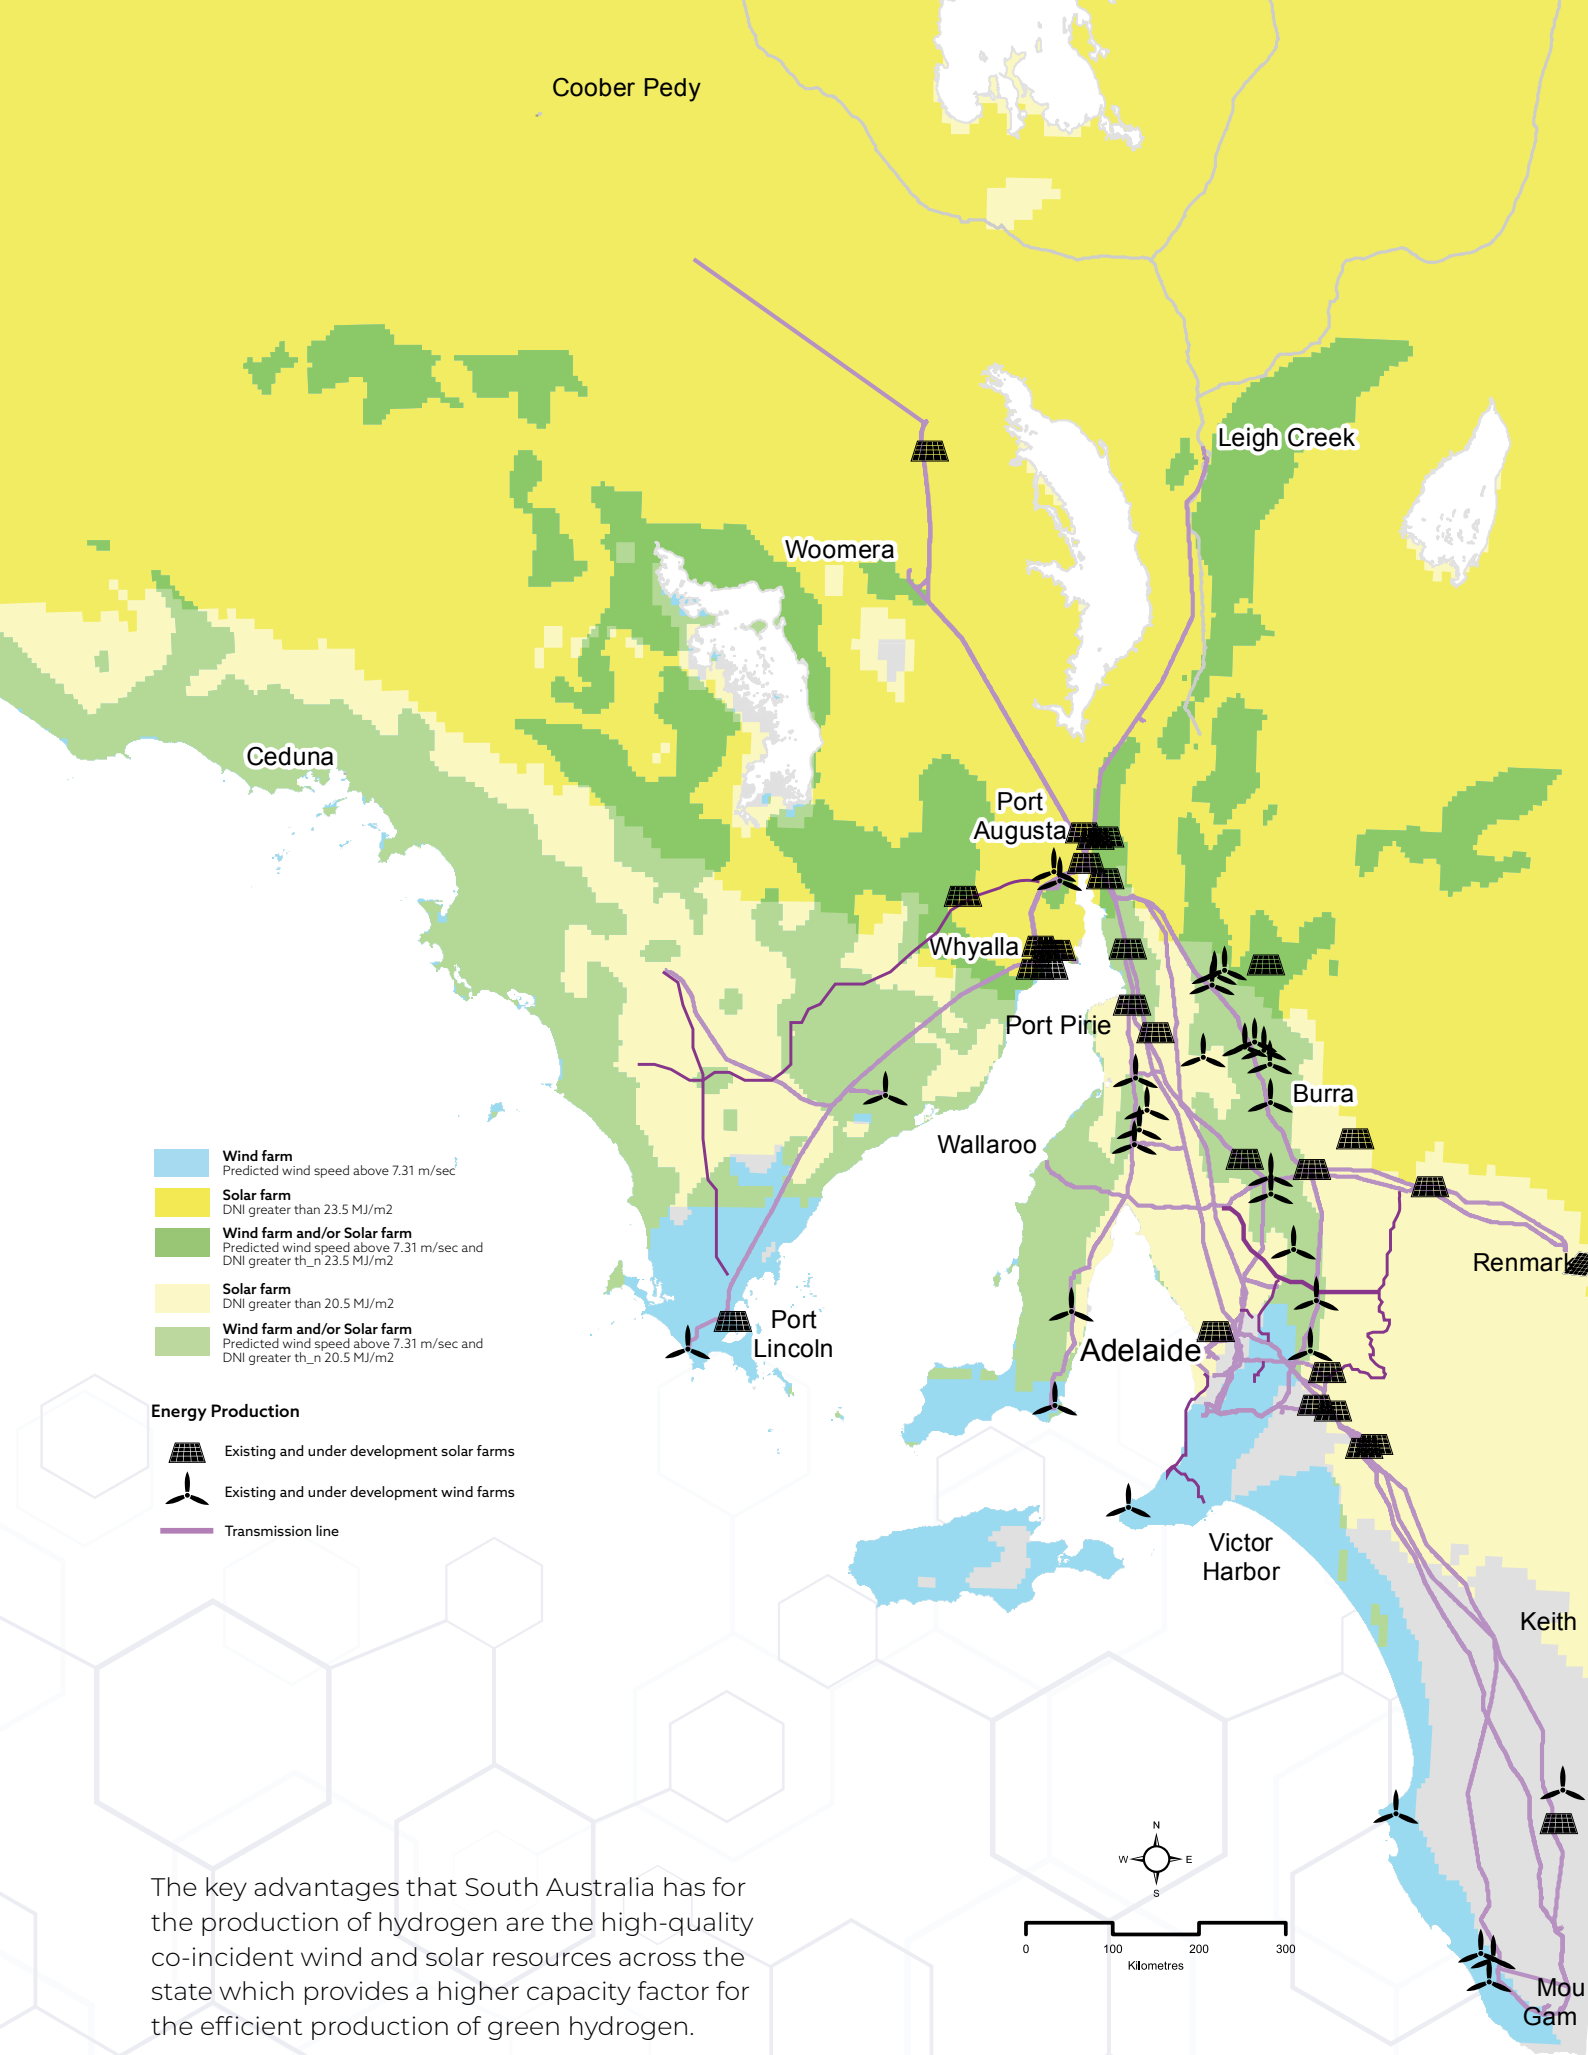 Coober Pedy
Leigh Creek
Woomera
Ceduna
Port
Augusta
Whyalla
Port Pirie
Burra
Wallaroo
Renmark
Port
Lincoln
Adelaide
Victor
Harbor
Keith
Mou
Gam
Wind farm
Predicted wind speed above 7.31 m/sec
Solar farm
DNI greater than 23.5 MJ/m2
Wind farm and/or Solar farm
Predicted wind speed above 7.31 m/sec and
DNI greater th_n 23.5 MJ/m2
Solar farm
DNI greater than 20.5 MJ/m2
Wind farm and/or Solar farm
Predicted wind speed above 7.31 m/sec and
DNI greater th_n 20.5 MJ/m2
Energy Production
Existing and under development solar farms
Existing and under development wind farms
Transmission line
N
W E
S
0 100 200 300
Kilometres
The key advantages that South Australia has for
the production of hydrogen are the high-quality
co-incident wind and solar resources across the
state which provides a higher capacity factor for
the efficient production of green hydrogen.